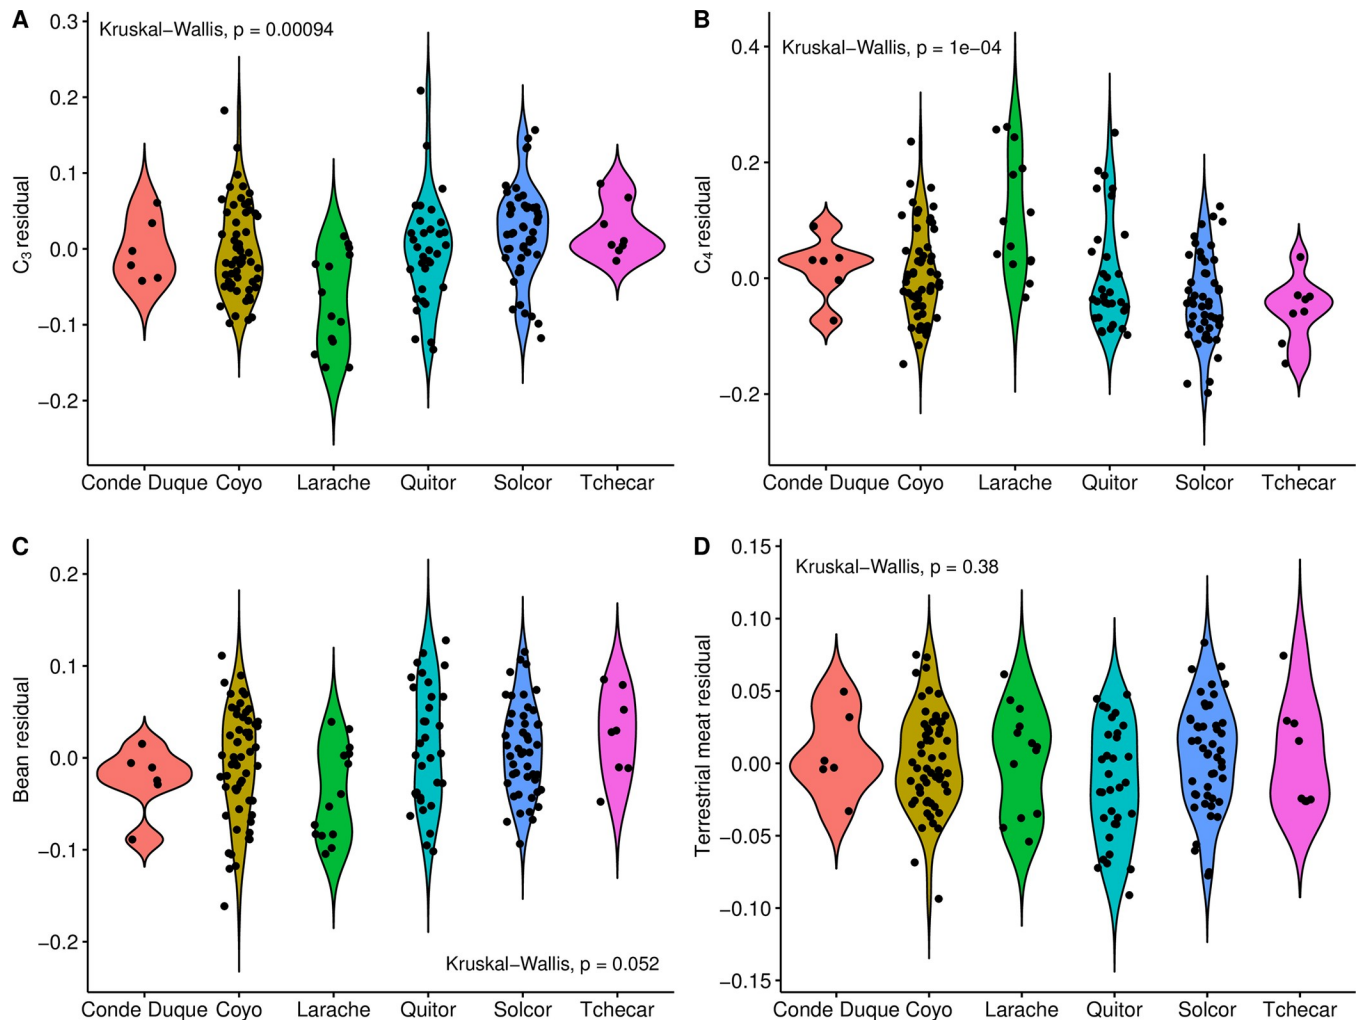 A
Kruskal−Wallis, p = 0.00094
C₃ residual
0.3
0.2
0.1
0.0
−0.1
−0.2
Conde Duque Coyo Larache Quitor Solcor Tchecar
B
Kruskal−Wallis, p = 1e−04
C₄ residual
0.4
0.2
0.0
−0.2
Conde Duque Coyo Larache Quitor Solcor Tchecar
C
Bean residual
0.2
0.1
0.0
−0.1
−0.2
Kruskal−Wallis, p = 0.052
Conde Duque Coyo Larache Quitor Solcor Tchecar
D
Kruskal−Wallis, p = 0.38
Terrestrial meat residual
0.15
0.10
0.05
0.00
−0.05
−0.10
−0.15
Conde Duque Coyo Larache Quitor Solcor Tchecar